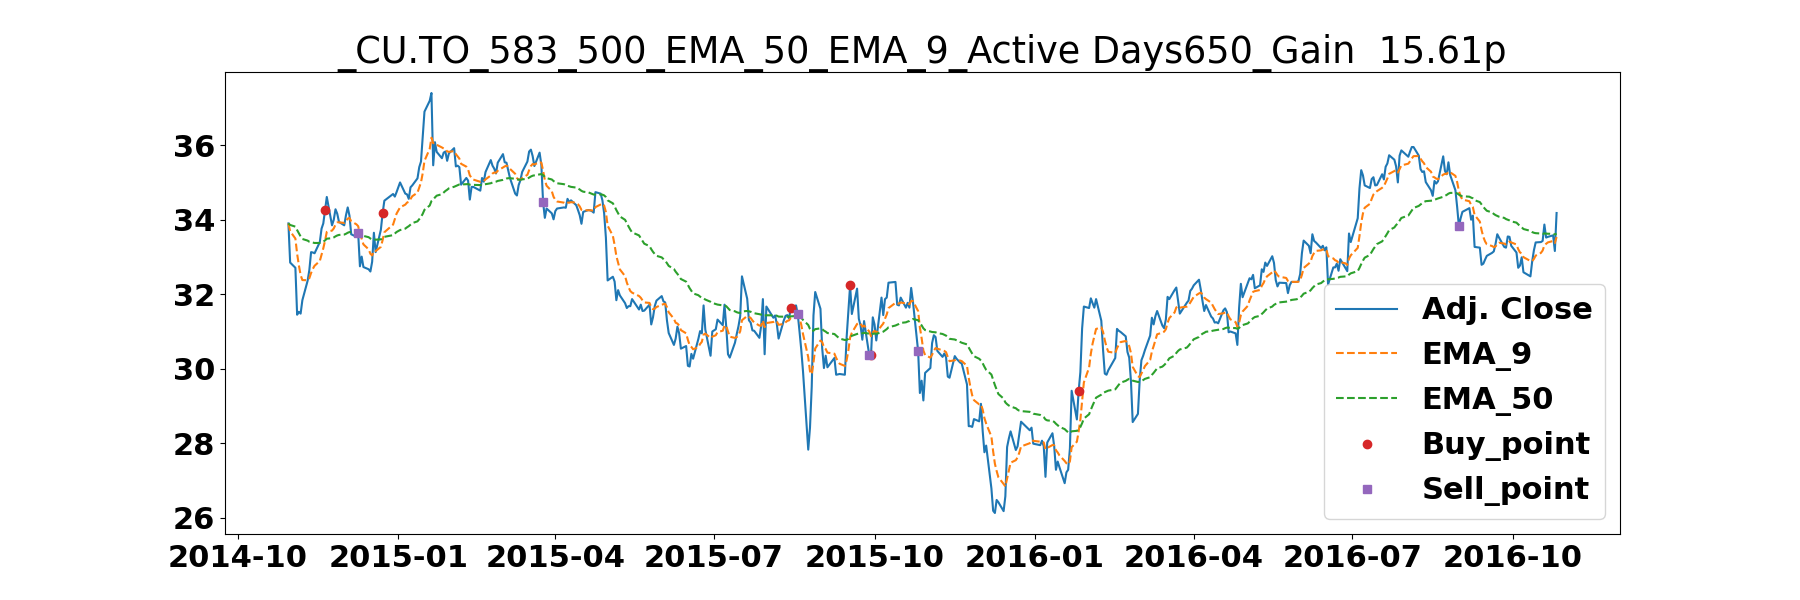 _CU.TO_583_500_EMA_50_EMA_9_Active Days650_Gain  15.61p
36
34
32
30
28
26
Adj. Close
EMA_9
EMA_50
Buy_point
Sell_point
2014-10 2015-01 2015-04 2015-07 2015-10 2016-01 2016-04 2016-07 2016-10